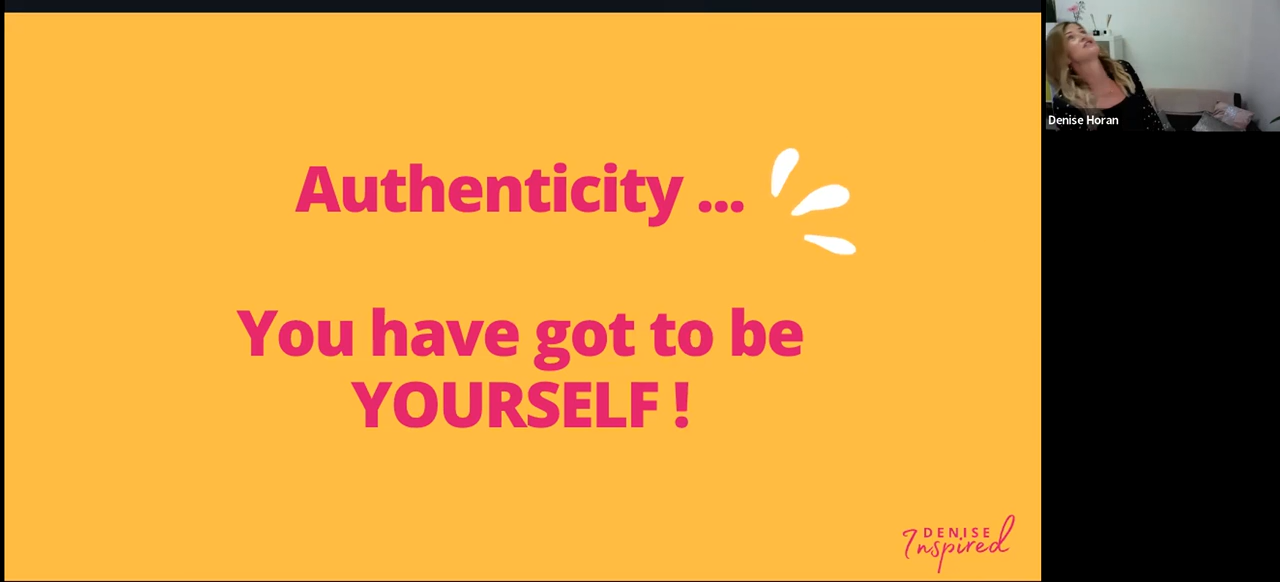 Authenticity ...
You have got to be
YOURSELF !
DENISE
Inspired
Denise Horan